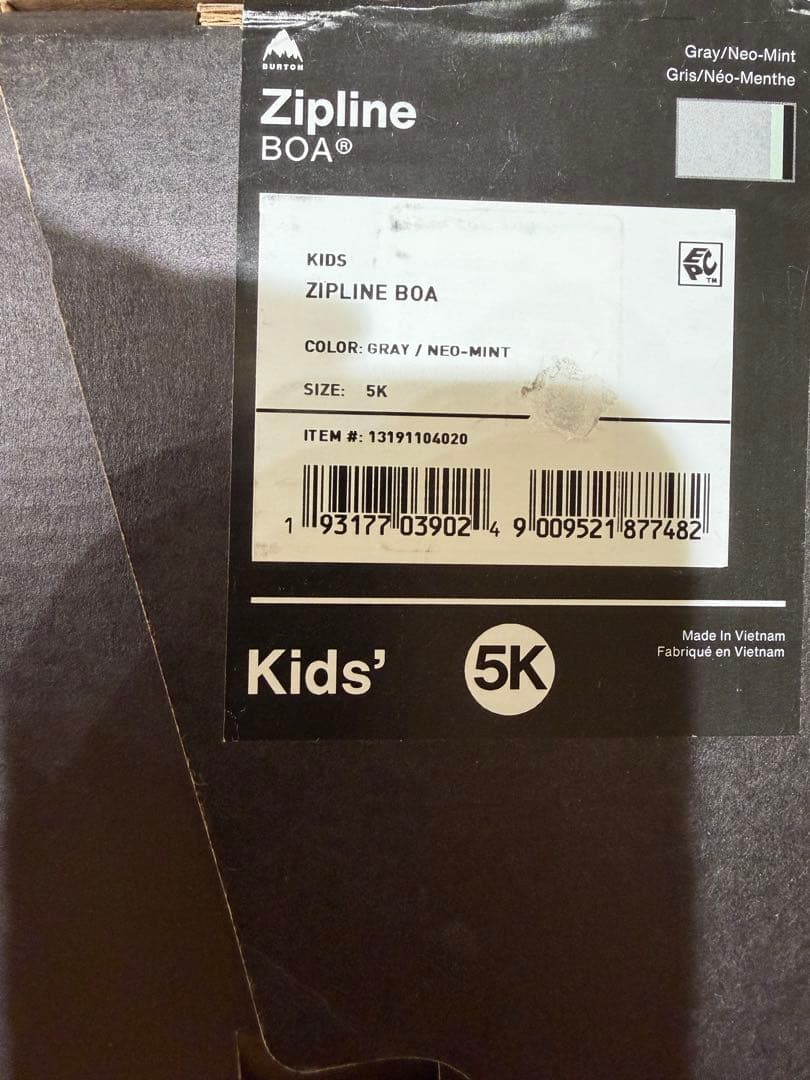 BURTON
Zipline
BOA®
Gray/Neo-Mint
Gris/Néo-Menthe
KIDS
ZIPLINE BOA
EPC™
COLOR: GRAY / NEO-MINT
SIZE: 5K
ITEM #: 13191104020
1 93177 03902 4
9 009521 877482
Kids’
5K
Made In Vietnam
Fabriqué en Vietnam